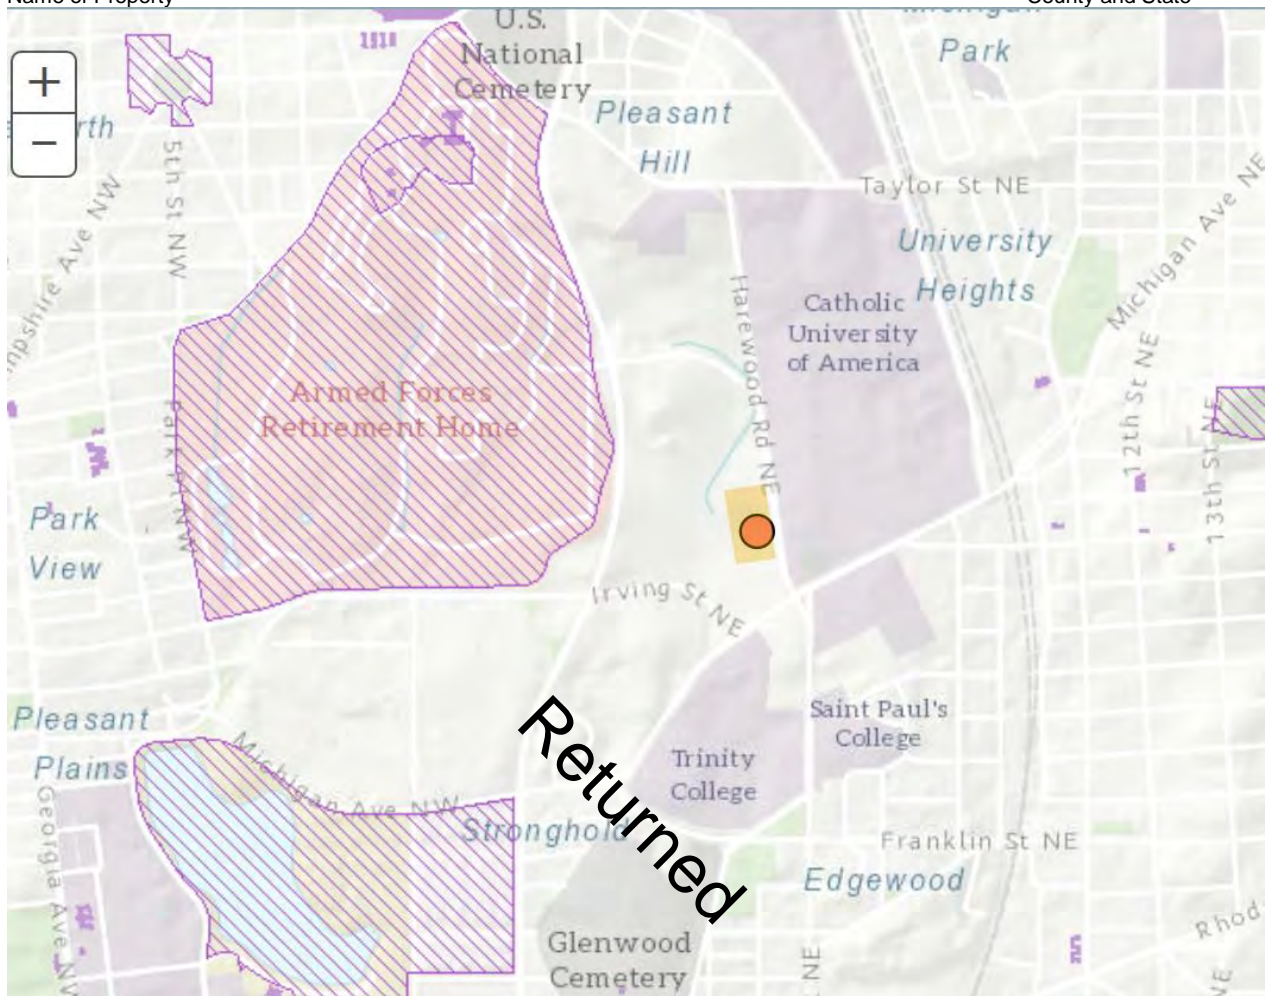 Name of Property
County and State
U.S.
National
Cemetery
Michigan
Park
+
−
Pleasant
Hill
5th St NW
Taylor St NE
University
Heights
Michigan Ave NE
Catholic
University
of America
Harewood Rd NE
Armed Forces
Retirement Home
12th St NE
13th St NE
Park Pl NW
Park
View
Irving St NE
Pleasant
Plains
Michigan Ave NW
Returned
Saint Paul's
College
Trinity
College
Stronghold
Georgia Ave NW
Franklin St NE
Edgewood
Glenwood
Cemetery
NE
NE